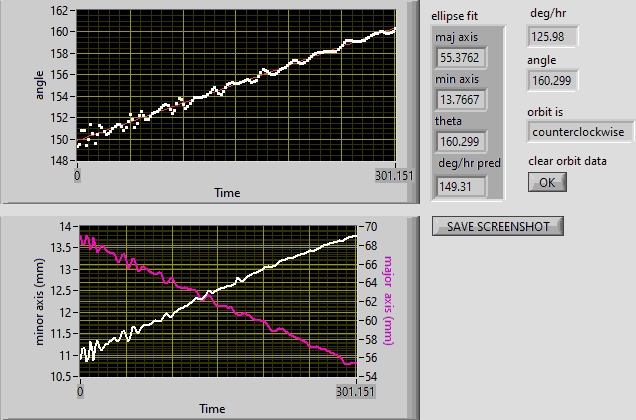 162
160
158
156
154
152
150
148
angle
0
301.151
Time
ellipse fit
maj axis
55.3762
min axis
13.7667
theta
160.299
deg/hr pred
149.31
deg/hr
125.98
angle
160.299
orbit is
counterclockwise
clear orbit data
OK
SAVE SCREENSHOT
14
13.5
13
12.5
12
11.5
11
10.5
minor axis (mm)
70
68
66
64
62
60
58
56
54
major axis (mm)
0
301.151
Time